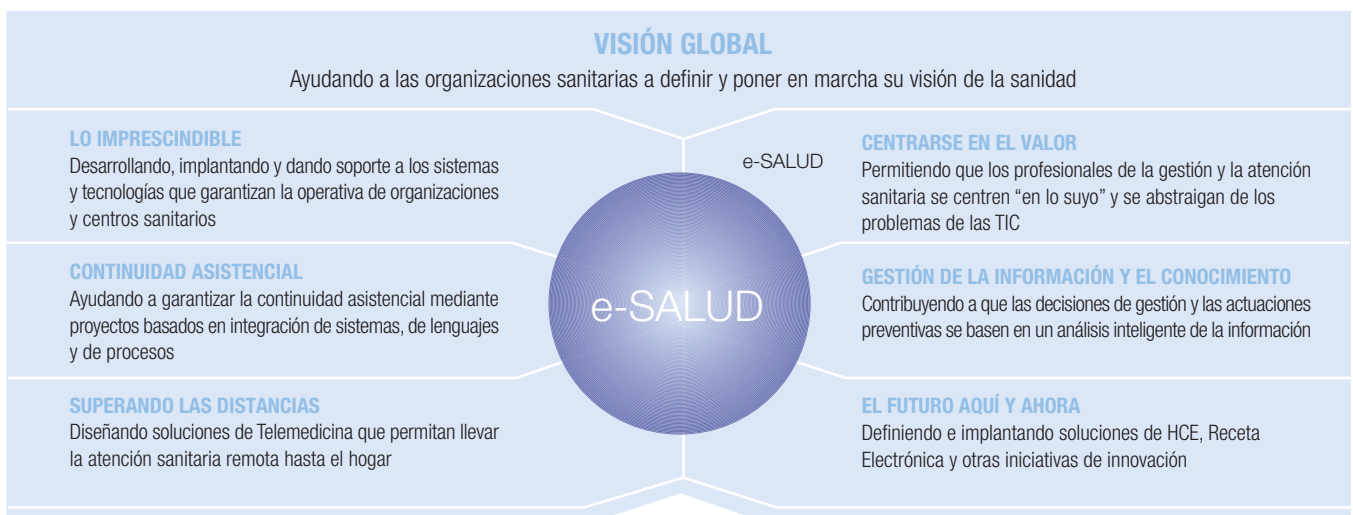 VISIÓN GLOBAL
Ayudando a las organizaciones sanitarias a definir y poner en marcha su visión de la sanidad
LO IMPRESCINDIBLE
Desarrollando, implantando y dando soporte a los sistemas
y tecnologías que garantizan la operativa de organizaciones
y centros sanitarios
CONTINUIDAD ASISTENCIAL
Ayudando a garantizar la continuidad asistencial mediante
proyectos basados en integración de sistemas, de lenguajes
y de procesos
SUPERANDO LAS DISTANCIAS
Diseñando soluciones de Telemedicina que permitan llevar
la atención sanitaria remota hasta el hogar
e-SALUD
e-SALUD
CENTRARSE EN EL VALOR
Permitiendo que los profesionales de la gestión y la atención
sanitaria se centren “en lo suyo” y se abstraigan de los
problemas de las TIC
GESTIÓN DE LA INFORMACIÓN Y EL CONOCIMIENTO
Contribuyendo a que las decisiones de gestión y las actuaciones
preventivas se basen en un análisis inteligente de la información
EL FUTURO AQUÍ Y AHORA
Definiendo e implantando soluciones de HCE, Receta
Electrónica y otras iniciativas de innovación